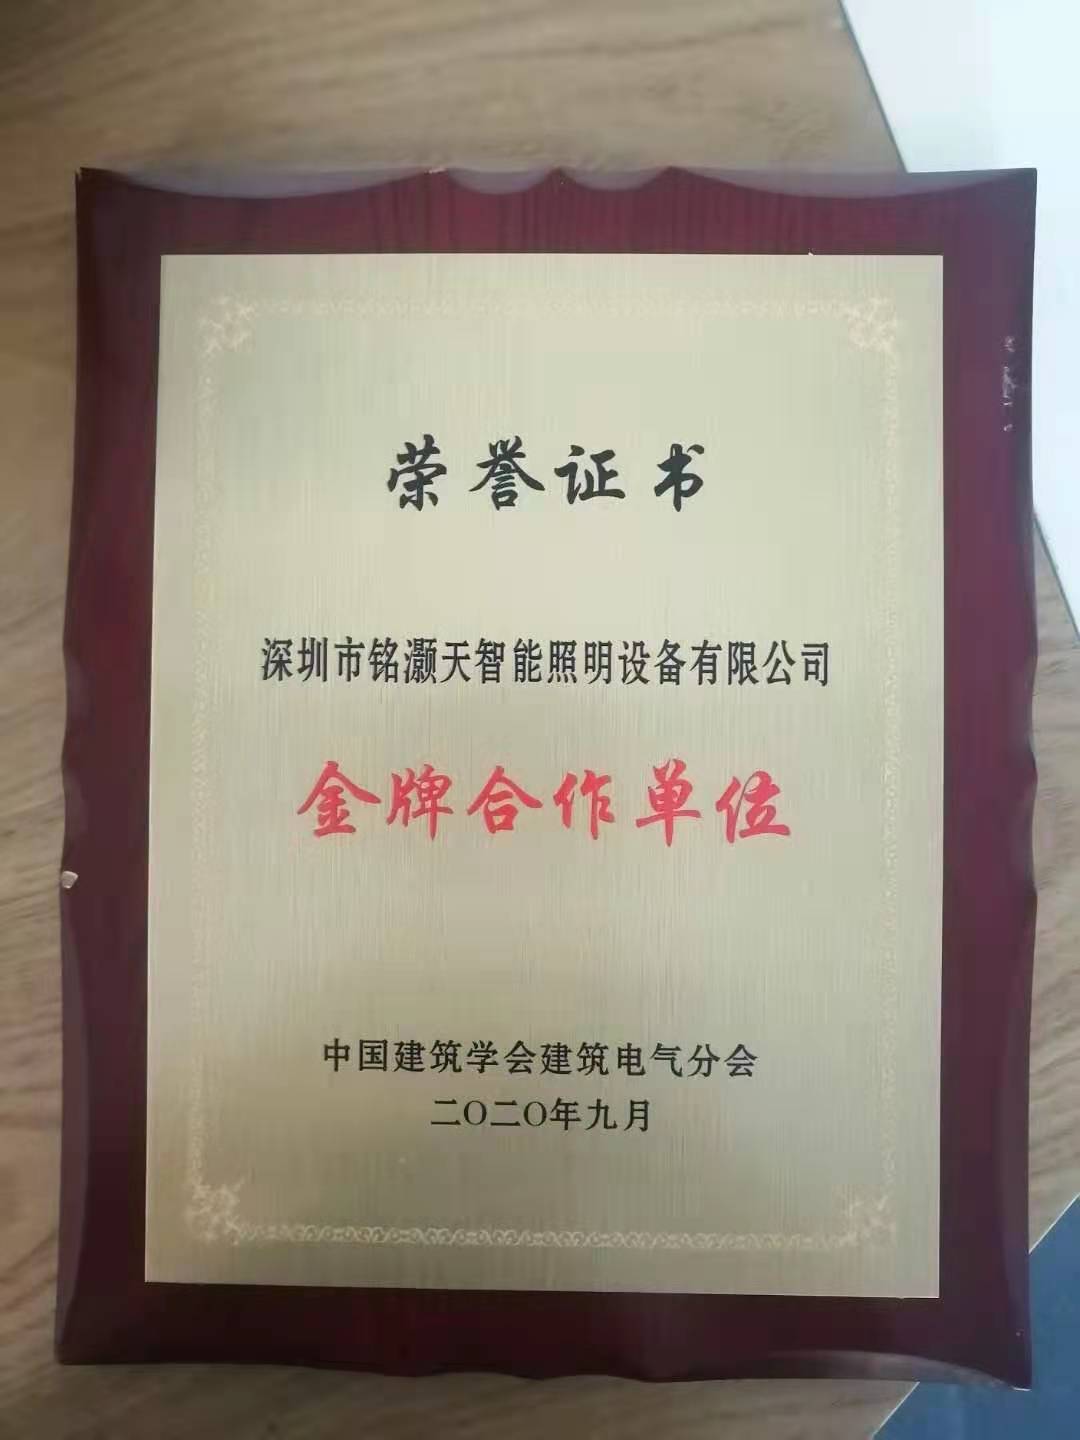 荣誉证书
深圳市铭灏天智能照明设备有限公司
金牌合作单位
中国建筑学会建筑电气分会
二〇二〇年九月